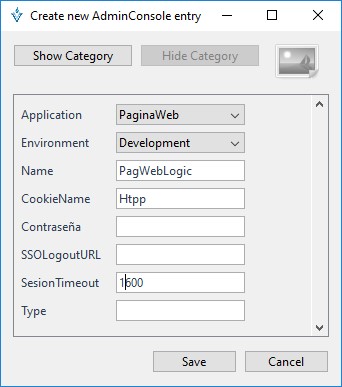 Create new AdminConsole entry
Show Category Hide Category
Application PaginaWeb
Environment Development
Name PagWebLogic
CookieName Htpp
Contraseña
SSOLogoutURL
SesionTimeout 1600
Type
Save Cancel